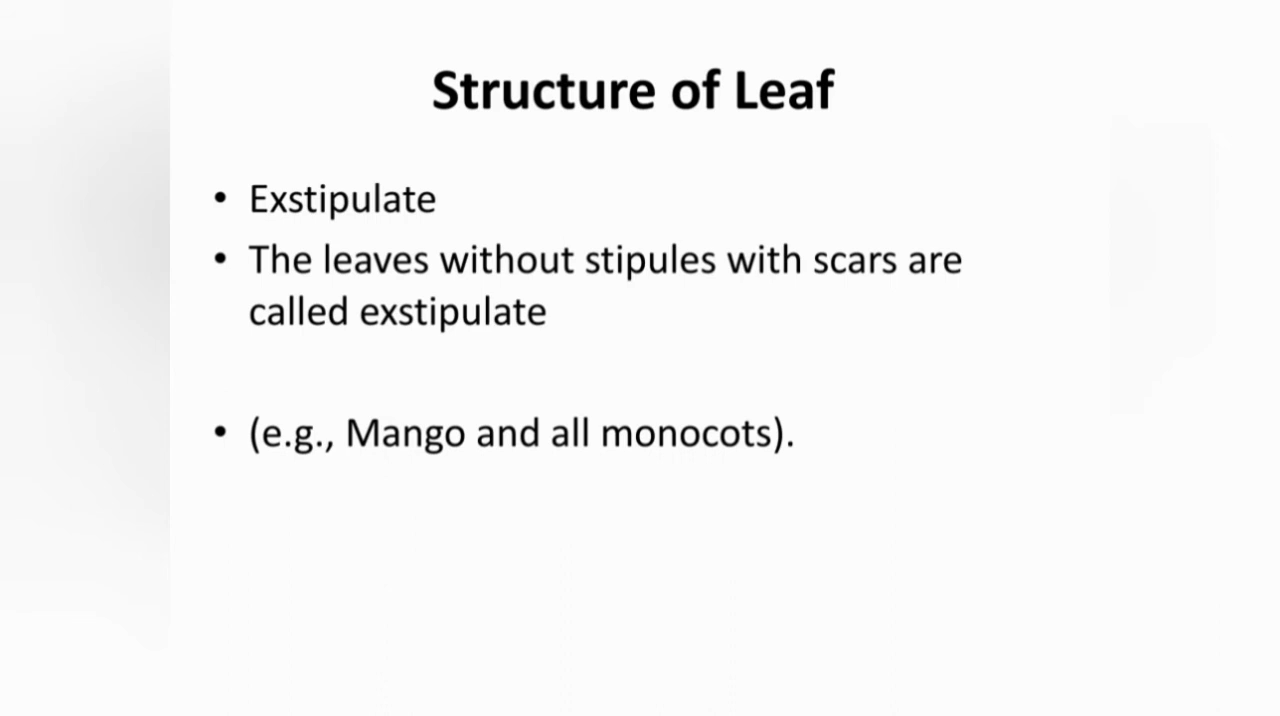 Structure of Leaf
• Exstipulate
• The leaves without stipules with scars are
called exstipulate
• (e.g., Mango and all monocots).